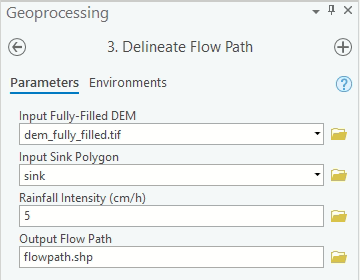 Geoprocessing
3. Delineate Flow Path
Parameters Environments
Input Fully-Filled DEM
dem_fully_filled.tif
Input Sink Polygon
sink
Rainfall Intensity (cm/h)
5
Output Flow Path
flowpath.shp